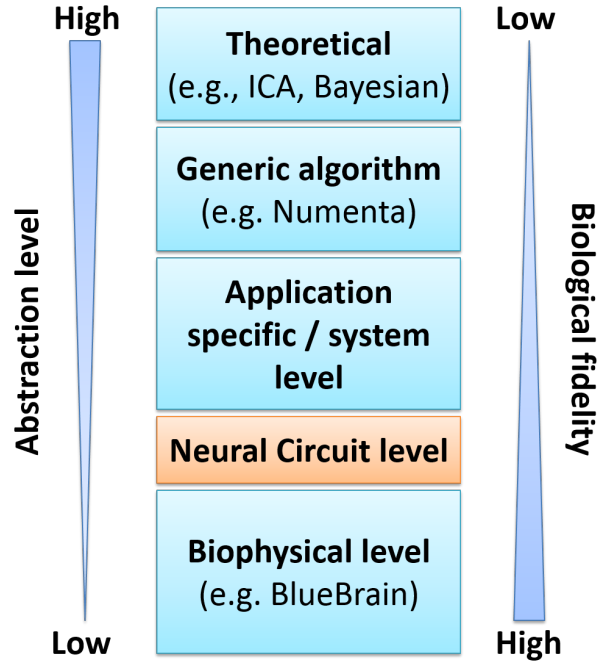 High
Low
Theoretical
(e.g., ICA, Bayesian)
Generic algorithm
(e.g. Numenta)
Abstraction level
Biological fidelity
Application
specific / system
level
Neural Circuit level
Biophysical level
(e.g. BlueBrain)
Low
High